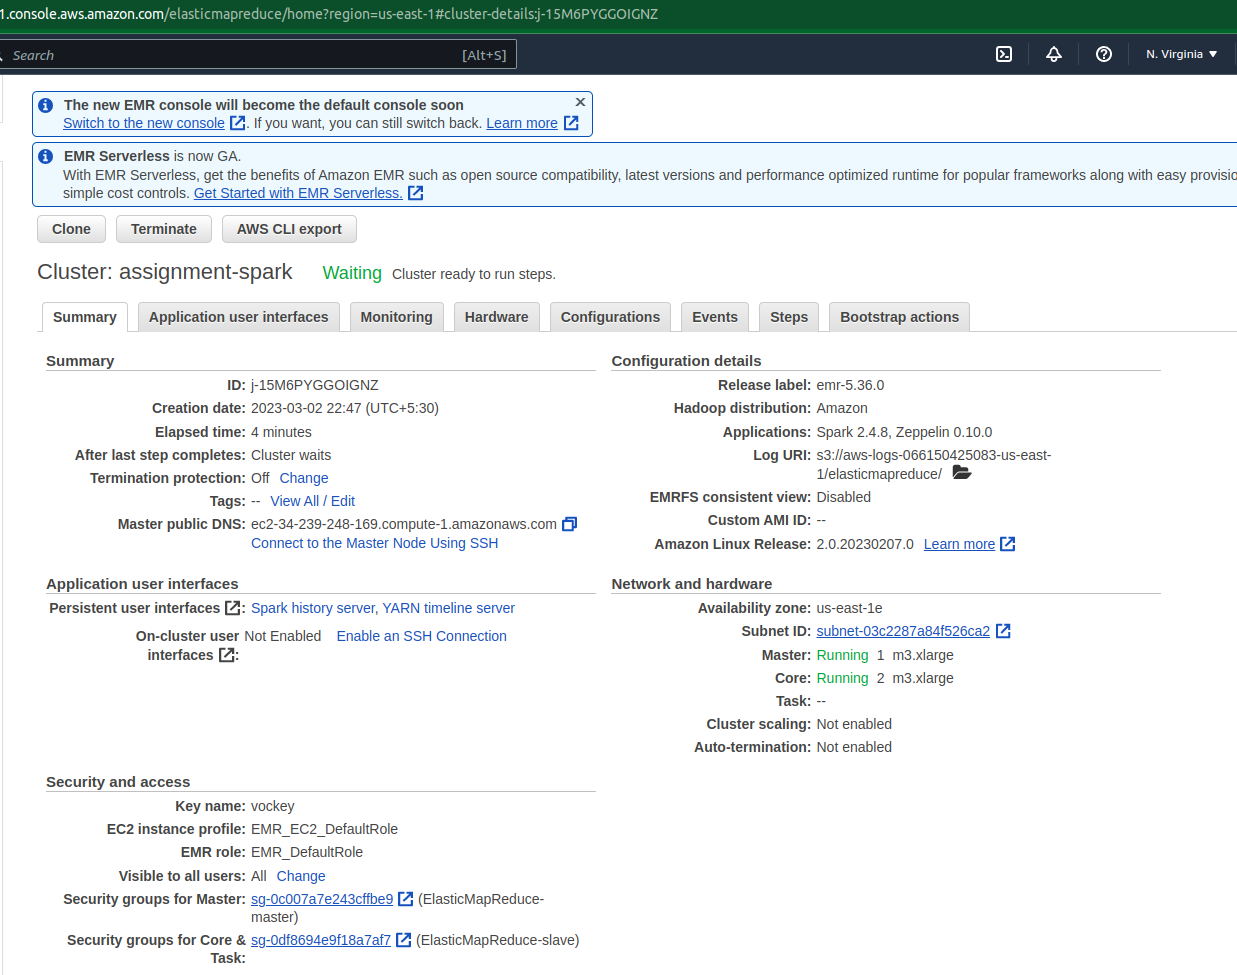 1.console.aws.amazon.com/elasticmapreduce/home?region=us-east-1#cluster-details:j-15M6PYGGOIGNZ
Search [Alt+S] N. Virginia
The new EMR console will become the default console soon
Switch to the new console . If you want, you can still switch back. Learn more
EMR Serverless is now GA.
With EMR Serverless, get the benefits of Amazon EMR such as open source compatibility, latest versions and performance optimized runtime for popular frameworks along with easy provisio
simple cost controls. Get Started with EMR Serverless.
Clone Terminate AWS CLI export
Cluster: assignment-spark Waiting Cluster ready to run steps.
Summary Application user interfaces Monitoring Hardware Configurations Events Steps Bootstrap actions
Summary
ID: j-15M6PYGGOIGNZ
Creation date: 2023-03-02 22:47 (UTC+5:30)
Elapsed time: 4 minutes
After last step completes: Cluster waits
Termination protection: Off Change
Tags: -- View All / Edit
Master public DNS: ec2-34-239-248-169.compute-1.amazonaws.com
Connect to the Master Node Using SSH
Configuration details
Release label: emr-5.36.0
Hadoop distribution: Amazon
Applications: Spark 2.4.8, Zeppelin 0.10.0
Log URI: s3://aws-logs-066150425083-us-east-
1/elasticmapreduce/
EMRFS consistent view: Disabled
Custom AMI ID: --
Amazon Linux Release: 2.0.20230207.0 Learn more
Application user interfaces
Persistent user interfaces : Spark history server, YARN timeline server
On-cluster user Not Enabled Enable an SSH Connection
interfaces :
Network and hardware
Availability zone: us-east-1e
Subnet ID: subnet-03c2287a84f526ca2
Master: Running 1 m3.xlarge
Core: Running 2 m3.xlarge
Task: --
Cluster scaling: Not enabled
Auto-termination: Not enabled
Security and access
Key name: vockey
EC2 instance profile: EMR_EC2_DefaultRole
EMR role: EMR_DefaultRole
Visible to all users: All Change
Security groups for Master: sg-0c007a7e243cffbe9 (ElasticMapReduce-
master)
Security groups for Core & sg-0df8694e9f18a7af7 (ElasticMapReduce-slave)
Task: